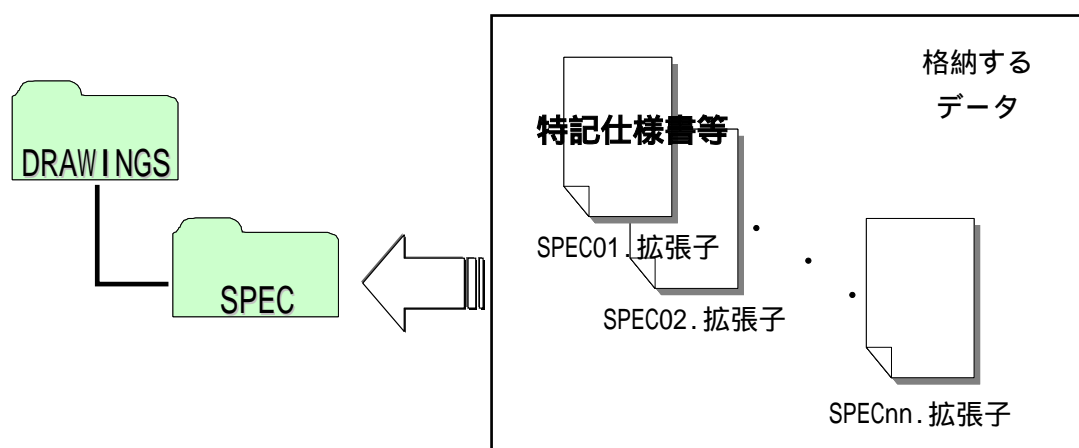 格納する
データ
特記仕様書等
DRAWINGS
SPEC01.拡張子
SPEC
SPEC02.拡張子
SPECnn.拡張子